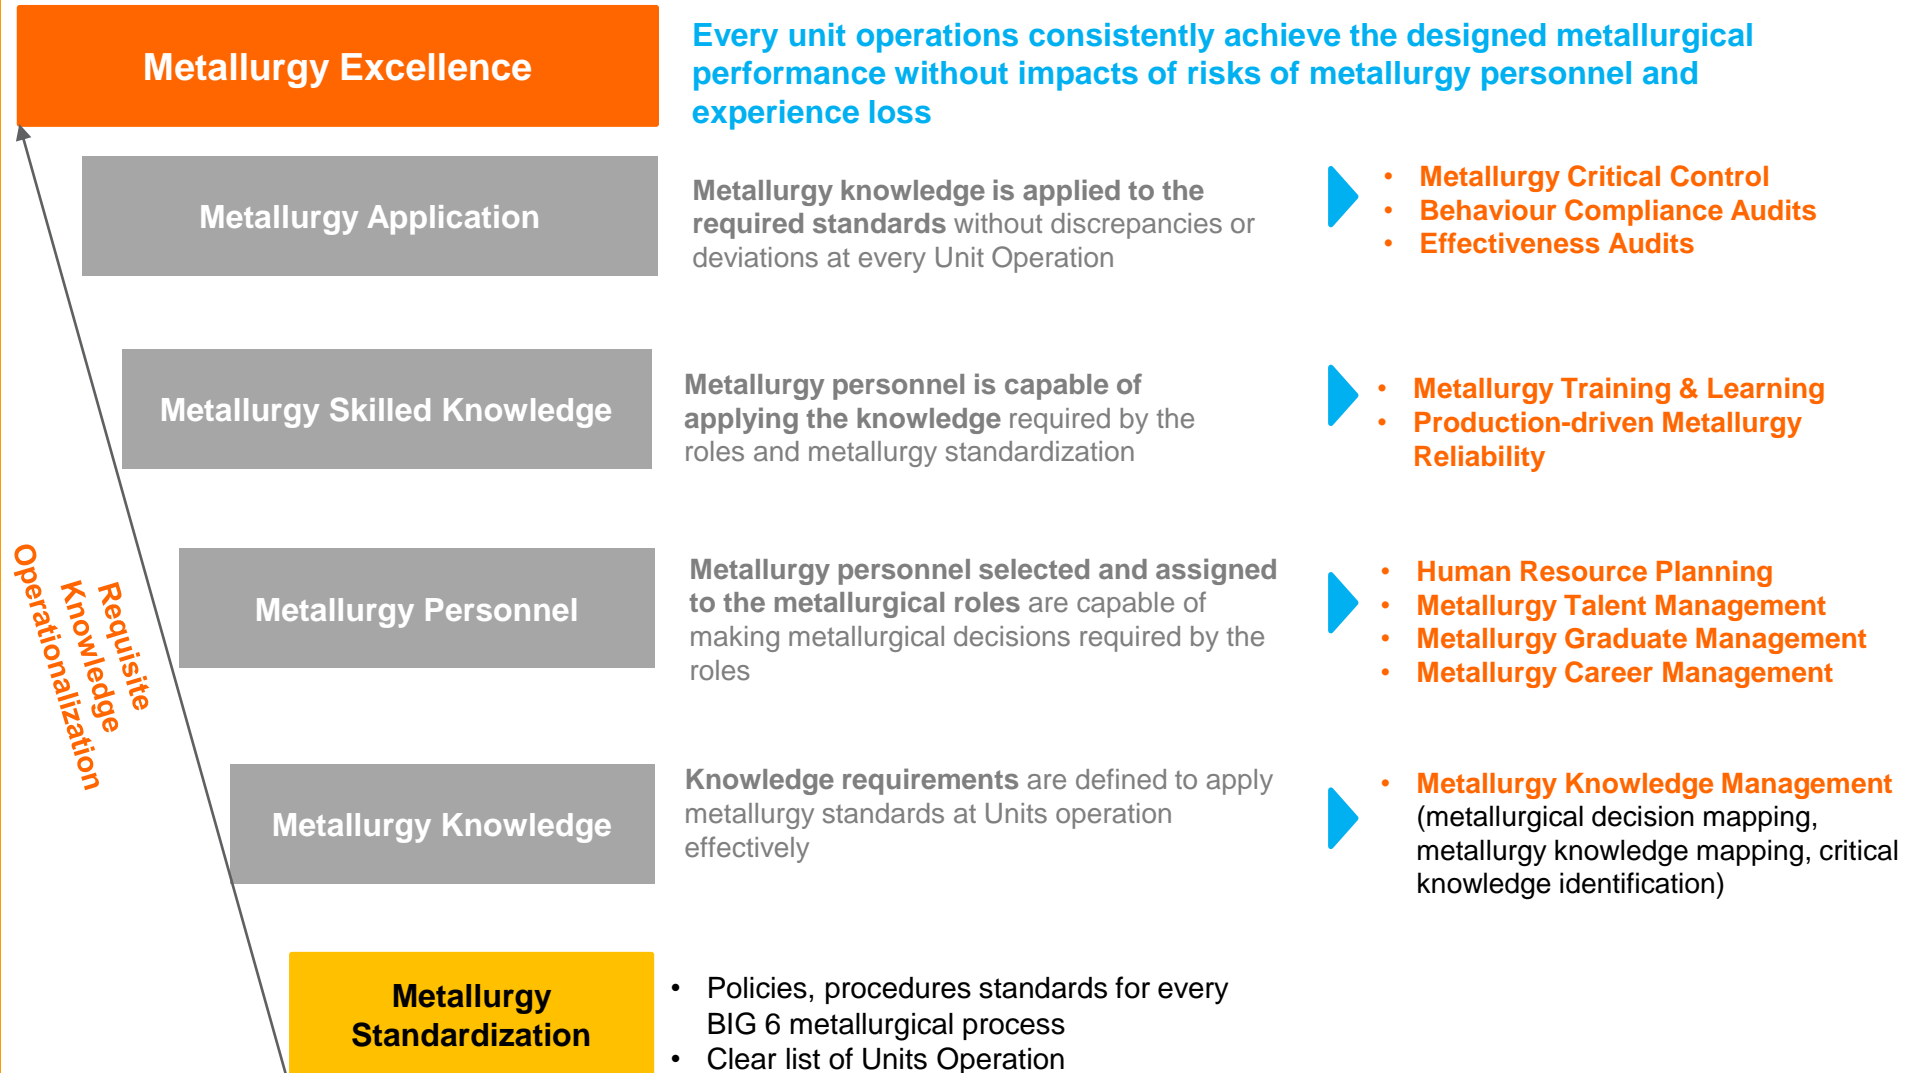 Metallurgy Excellence
Every unit operations consistently achieve the designed metallurgical
performance without impacts of risks of metallurgy personnel and
experience loss
Metallurgy Application
Metallurgy knowledge is applied to the
required standards without discrepancies or
deviations at every Unit Operation
• Metallurgy Critical Control
• Behaviour Compliance Audits
• Effectiveness Audits
Metallurgy Skilled Knowledge
Metallurgy personnel is capable of
applying the knowledge required by the
roles and metallurgy standardization
• Metallurgy Training & Learning
• Production-driven Metallurgy
Reliability
Requisite
Knowledge
Operationalization
Metallurgy Personnel
Metallurgy personnel selected and assigned
to the metallurgical roles are capable of
making metallurgical decisions required by the
roles
• Human Resource Planning
• Metallurgy Talent Management
• Metallurgy Graduate Management
• Metallurgy Career Management
Metallurgy Knowledge
Knowledge requirements are defined to apply
metallurgy standards at Units operation
effectively
• Metallurgy Knowledge Management
(metallurgical decision mapping,
metallurgy knowledge mapping, critical
knowledge identification)
Metallurgy
Standardization
• Policies, procedures standards for every
BIG 6 metallurgical process
• Clear list of Units Operation